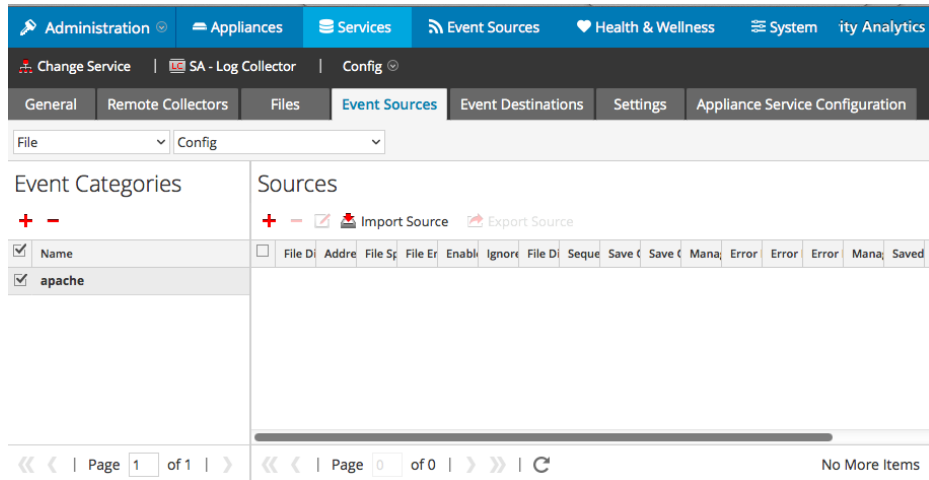 Administration Appliances Services Event Sources Health & Wellness System ity Analytics
Change Service | LC SA - Log Collector | Config
General Remote Collectors Files Event Sources Event Destinations Settings Appliance Service Configuration
File Config
Event Categories Sources
Import Source Export Source
Name File Di Addre File Sp File Er Enable Ignore File Di Seque Save Save Mana Error Error Error Mana Saved
apache
Page 1 of 1 | Page 0 of 0 | No More Items